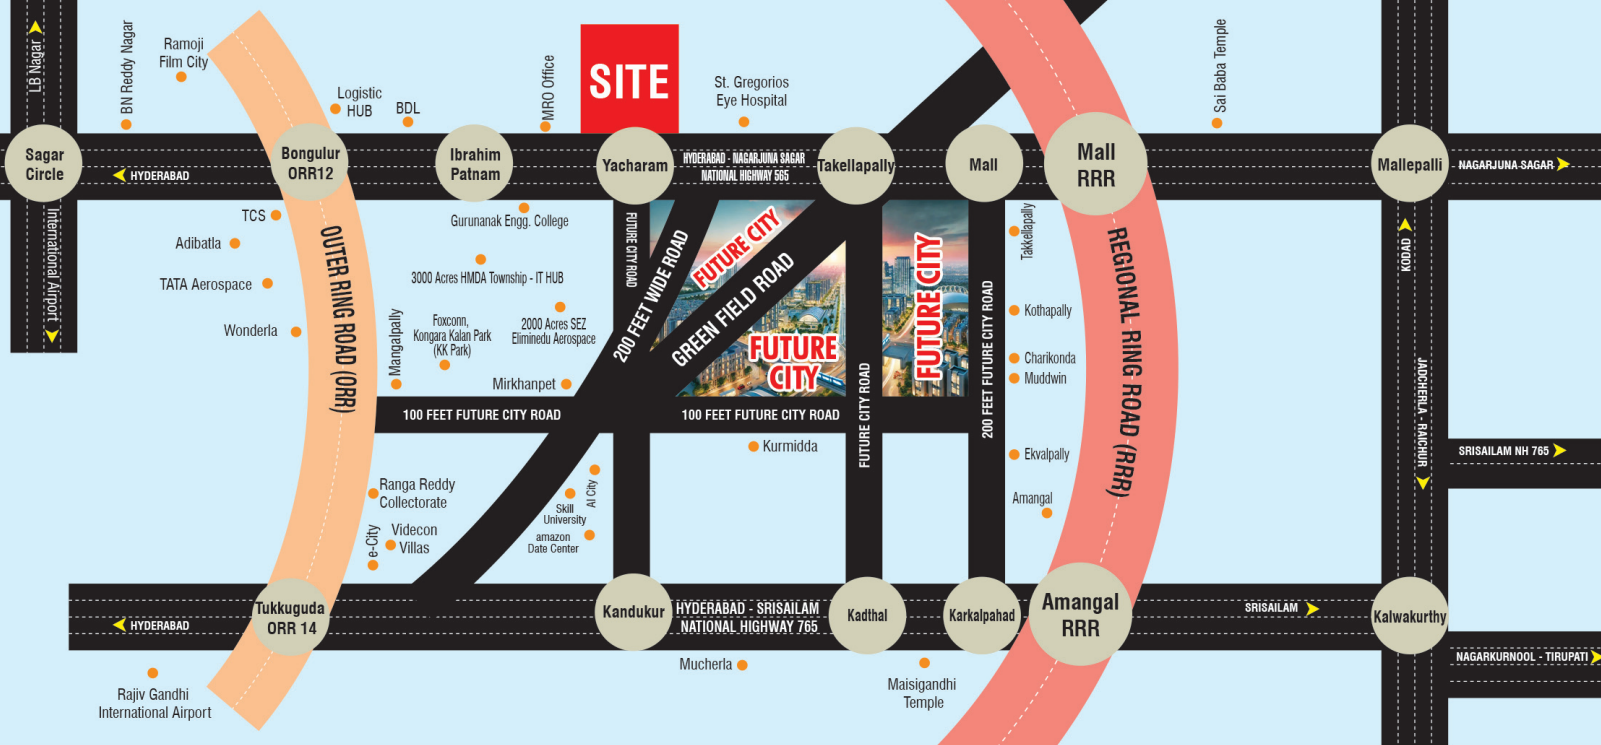 LB Nagar
BN Reddy Nagar
Ramoji
Film City
Logistic
HUB
BDL
MRO Office
SITE
St. Gregorios
Eye Hospital
Sai Baba Temple
Sagar
Circle
HYDERABAD
Bongulur
ORR12
Ibrahim
Patnam
Yacharam
HYDERABAD - NAGARJUNA SAGAR
NATIONAL HIGHWAY 565
Takellapally
Mall
Mall
RRR
Mallepalli
NAGARJUNA SAGAR
International Airport
TCS
Adibatla
TATA Aerospace
Wonderla
OUTER RING ROAD (ORR)
Gurunanak Engg. College
3000 Acres HMDA Township - IT HUB
Mangalpally
Foxconn,
Kongara Kalan Park
(KK Park)
2000 Acres SEZ
Eliminedu Aerospace
Mirkhanpet
FUTURE CITY ROAD
200 FEET WIDE ROAD
FUTURE CITY
GREEN FIELD ROAD
FUTURE
CITY
FUTURE CITY
FUTURE CITY ROAD
200 FEET FUTURE CITY ROAD
Takkellapally
Kothapally
Charikonda
Muddwin
Ekvalpally
Amangal
REGIONAL RING ROAD (RRR)
KODAD
JADCHERLA - RAICHUR
SRISAILAM NH 765
100 FEET FUTURE CITY ROAD
100 FEET FUTURE CITY ROAD
Kurmidda
Ranga Reddy
Collectorate
e-City
Videcon
Villas
AI City
Skill
University
amazon
Date Center
HYDERABAD
Tukkuguda
ORR 14
Kandukur
HYDERABAD - SRISAILAM
NATIONAL HIGHWAY 765
Kadthal
Karkalpahad
Amangal
RRR
SRISAILAM
Kalwakurthy
NAGARKURNOOL - TIRUPATI
Rajiv Gandhi
International Airport
Mucherla
Maisigandhi
Temple